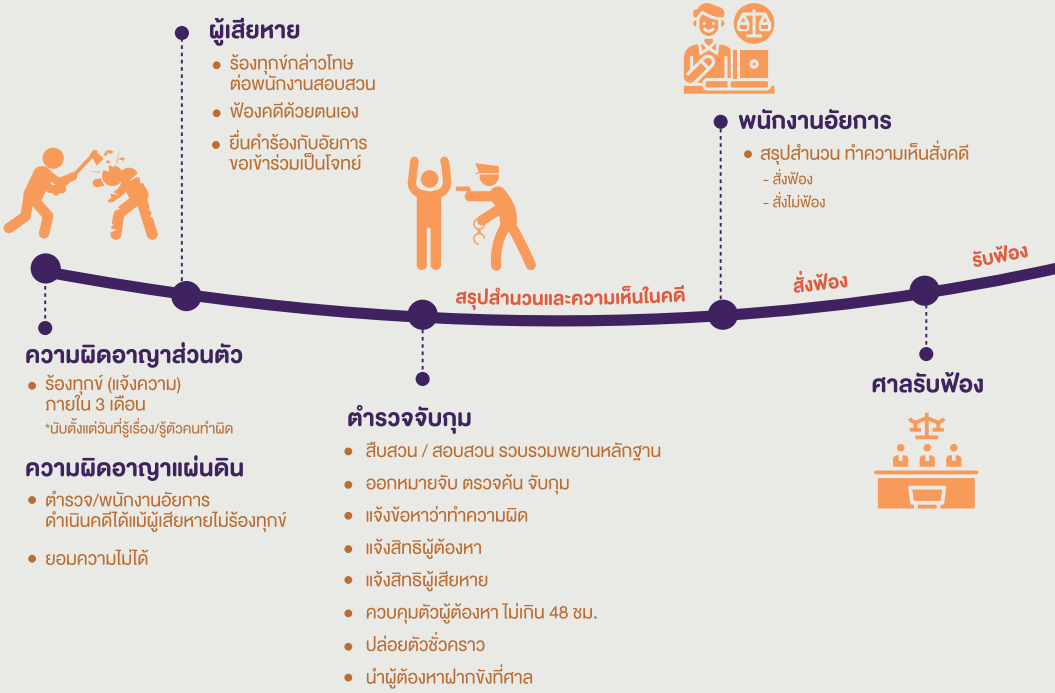 ผู้เสียหาย
• ร้องทุกข์กล่าวโทษ
ต่อพนักงานสอบสวน
• ฟ้องคดีด้วยตนเอง
• ยื่นคำร้องกับอัยการ
ขอเข้าร่วมเป็นโจทย์
พนักงานอัยการ
• สรุปสำนวน ทำความเห็นสั่งคดี
- สั่งฟ้อง
- สั่งไม่ฟ้อง
สรุปสำนวนและความเห็นในคดี
สั่งฟ้อง
รับฟ้อง
ความผิดอาญาส่วนตัว
• ร้องทุกข์ (แจ้งความ)
ภายใน 3 เดือน
*นับตั้งแต่วันที่รู้เรื่อง/รู้ตัวคนทำผิด
ความผิดอาญาแผ่นดิน
• ตำรวจ/พนักงานอัยการ
ดำเนินคดีได้แม้ผู้เสียหายไม่ร้องทุกข์
• ยอมความไม่ได้
ตำรวจจับกุม
• สืบสวน / สอบสวน รวบรวมพยานหลักฐาน
• ออกหมายจับ ตรวจค้น จับกุม
• แจ้งข้อหาว่าทำความผิด
• แจ้งสิทธิผู้ต้องหา
• แจ้งสิทธิผู้เสียหาย
• ควบคุมตัวผู้ต้องหา ไม่เกิน 48 ชม.
• ปล่อยตัวชั่วคราว
• นำผู้ต้องหาฝากขังที่ศาล
ศาลรับฟ้อง